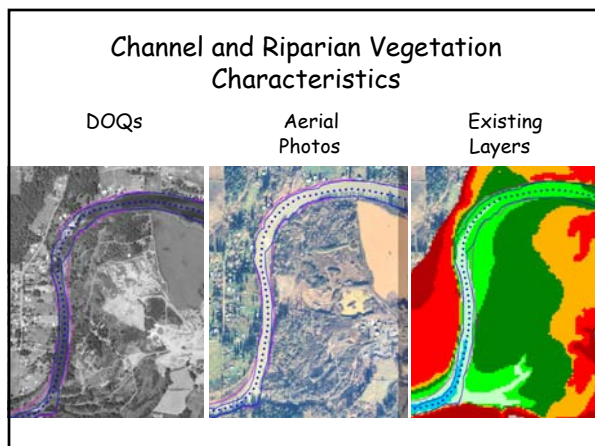 Channel and Riparian Vegetation
Characteristics
DOQs
Aerial
Photos
Existing
Layers